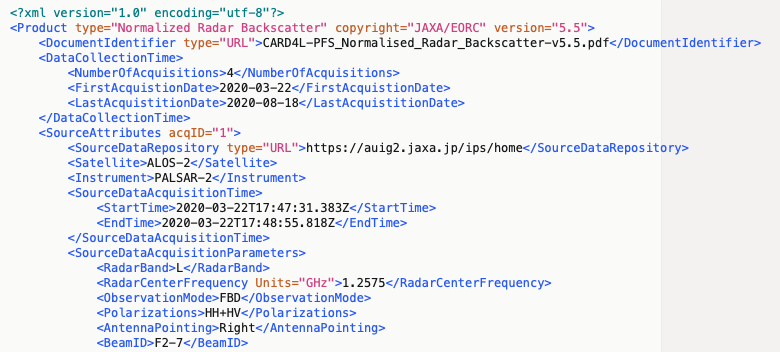 <?xml version="1.0" encoding="utf-8"?>
<Product type="Normalized Radar Backscatter" copyright="JAXA/EORC" version="5.5">
<DocumentIdentifier type="URL">CARD4L-PFS_Normalised_Radar_Backscatter-v5.5.pdf</DocumentIdentifier>
<DataCollectionTime>
<NumberOfAcquisitions>4</NumberOfAcquisitions>
<FirstAcquistionDate>2020-03-22</FirstAcquistionDate>
<LastAcquistitionDate>2020-08-18</LastAcquistitionDate>
</DataCollectionTime>
<SourceAttributes acqID="1">
<SourceDataRepository type="URL">https://auig2.jaxa.jp/ips/home</SourceDataRepository>
<Satellite>ALOS-2</Satellite>
<Instrument>PALSAR-2</Instrument>
<SourceDataAcquisitionTime>
<StartTime>2020-03-22T17:47:31.383Z</StartTime>
<EndTime>2020-03-22T17:48:55.818Z</EndTime>
</SourceDataAcquisitionTime>
<SourceDataAcquisitionParameters>
<RadarBand>L</RadarBand>
<RadarCenterFrequency Units="GHz">1.2575</RadarCenterFrequency>
<ObservationMode>FBD</ObservationMode>
<Polarizations>HH+HV</Polarizations>
<AntennaPointing>Right</AntennaPointing>
<BeamID>F2-7</BeamID>